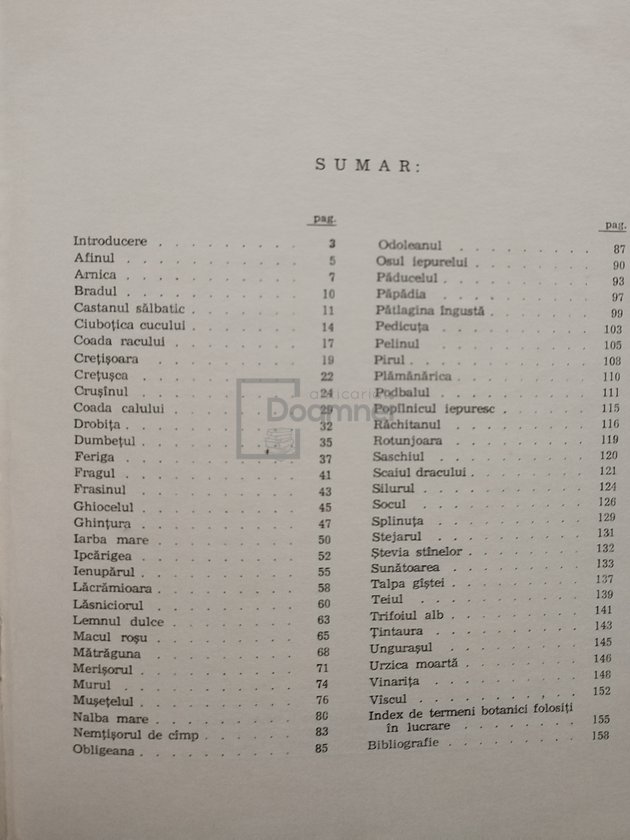 SUMAR:
pag.
Introducere . . . . . . . . . 3
Afinul . . . . . . . . . . 5
Arnica . . . . . . . . . . 7
Bradul . . . . . . . . . . 10
Castanul sălbatic . . . . . . . 11
Ciuboțica cucului . . . . . . . 14
Coada racului . . . . . . . . 17
Crețișoara . . . . . . . . . 19
Crețușca . . . . . . . . . 22
Crușînul . . . . . . . . . 24
Coada calului . . . . . . . . 29
Drobița . . . . . . . . . . 32
Dumbețul . . . . . . . . . 35
Feriga . . . . . . . . . . 37
Fragul . . . . . . . . . . 41
Frasinul . . . . . . . . . 43
Ghiocelul . . . . . . . . . 45
Ghințura . . . . . . . . . 47
Iarba mare . . . . . . . . . 50
Ipcărigea . . . . . . . . . 52
Ienupărul . . . . . . . . . 55
Lăcrămioara . . . . . . . . . 58
Lăsniciorul . . . . . . . . . 60
Lemnul dulce . . . . . . . . 63
Macul roșu . . . . . . . . . 65
Mătrăguna . . . . . . . . . 68
Merișorul . . . . . . . . . 71
Murul . . . . . . . . . . 74
Mușețelul . . . . . . . . . 76
Nalba mare . . . . . . . . . 80
Nemțișorul de cîmp . . . . . . 83
Obligeana . . . . . . . . . . 85
pag.
Odoleanul . . . . . . . . 87
Osul iepurelui . . . . . . . 90
Păducelul . . . . . . . . . 93
Păpădia . . . . . . . . . 97
Pătlagina îngustă . . . . . . 99
Pedicuța . . . . . . . . . 103
Pelinul . . . . . . . . . 105
Pirul . . . . . . . . . . 108
Plămănărica . . . . . . . . 110
Podbalul . . . . . . . . . 111
Popîlnicul iepuresc . . . . . 115
Răchitanul . . . . . . . . 116
Rotunjoara . . . . . . . . 119
Saschiul . . . . . . . . . 120
Scaiul dracului . . . . . . . 121
Silurul . . . . . . . . . 124
Socul . . . . . . . . . . 126
Splinuța . . . . . . . . . 129
Stejarul . . . . . . . . . 131
Ștevia stînelor . . . . . . . 132
Sunătoarea . . . . . . . . 133
Talpa gîștei . . . . . . . . 137
Teiul . . . . . . . . . . 139
Trifoiul alb . . . . . . . . 141
Țintaura . . . . . . . . . 143
Ungurașul . . . . . . . . 145
Urzica moartă . . . . . . . 146
Vinarița . . . . . . . . . 148
Vîscul . . . . . . . . . . 152
Index de termeni botanici folosiți
în lucrare . . . . . . . . 155
Bibliografie . . . . . . . . 158
anticariat
Doamnei